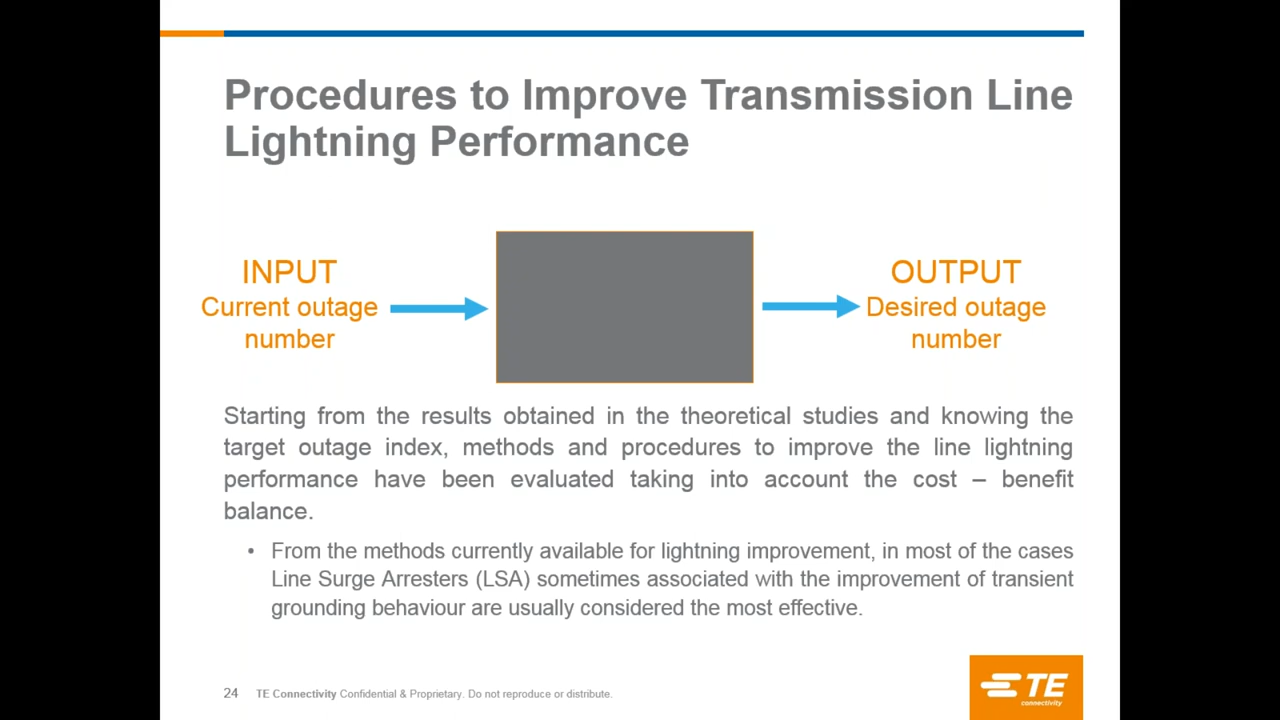 Procedures to Improve Transmission Line
Lightning Performance
INPUT
Current outage
number
OUTPUT
Desired outage
number
Starting from the results obtained in the theoretical studies and knowing the
target outage index, methods and procedures to improve the line lightning
performance have been evaluated taking into account the cost – benefit
balance.
• From the methods currently available for lightning improvement, in most of the cases
Line Surge Arresters (LSA) sometimes associated with the improvement of transient
grounding behaviour are usually considered the most effective.
24 TE Connectivity Confidential & Proprietary. Do not reproduce or distribute.
TE
connectivity